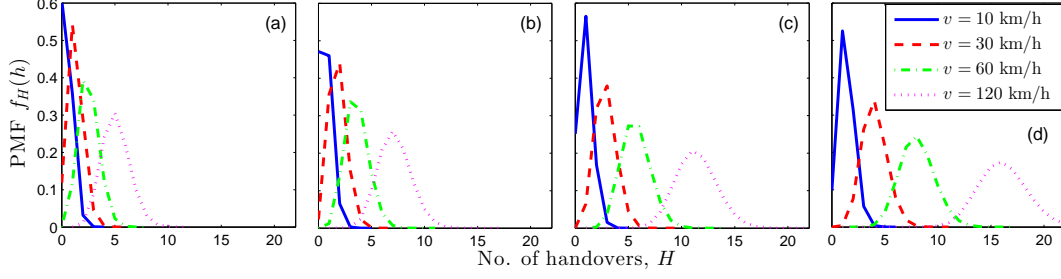 PMF f_H(h)
0.6
0.5
0.4
0.3
0.2
0.1
0
(a)
0 5 10 15 20
(b)
0 5 10 15 20
(c)
0 5 10 15 20
v = 10 km/h
v = 30 km/h
v = 60 km/h
v = 120 km/h
(d)
0 5 10 15 20
No. of handovers, H